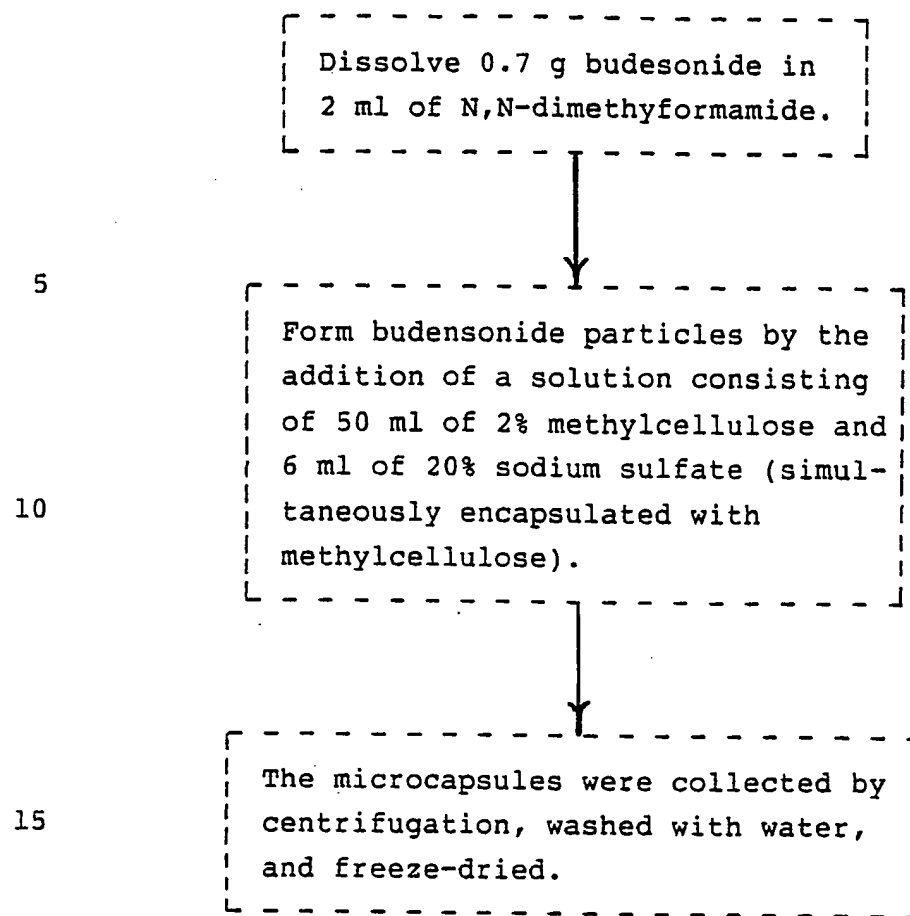 Dissolve 0.7 g budesonide in
2 ml of N,N-dimethyformamide.
5
Form budensonide particles by the
addition of a solution consisting
of 50 ml of 2% methylcellulose and
6 ml of 20% sodium sulfate (simul-
10
taneously encapsulated with
methylcellulose).
The microcapsules were collected by
15
centrifugation, washed with water,
and freeze-dried.